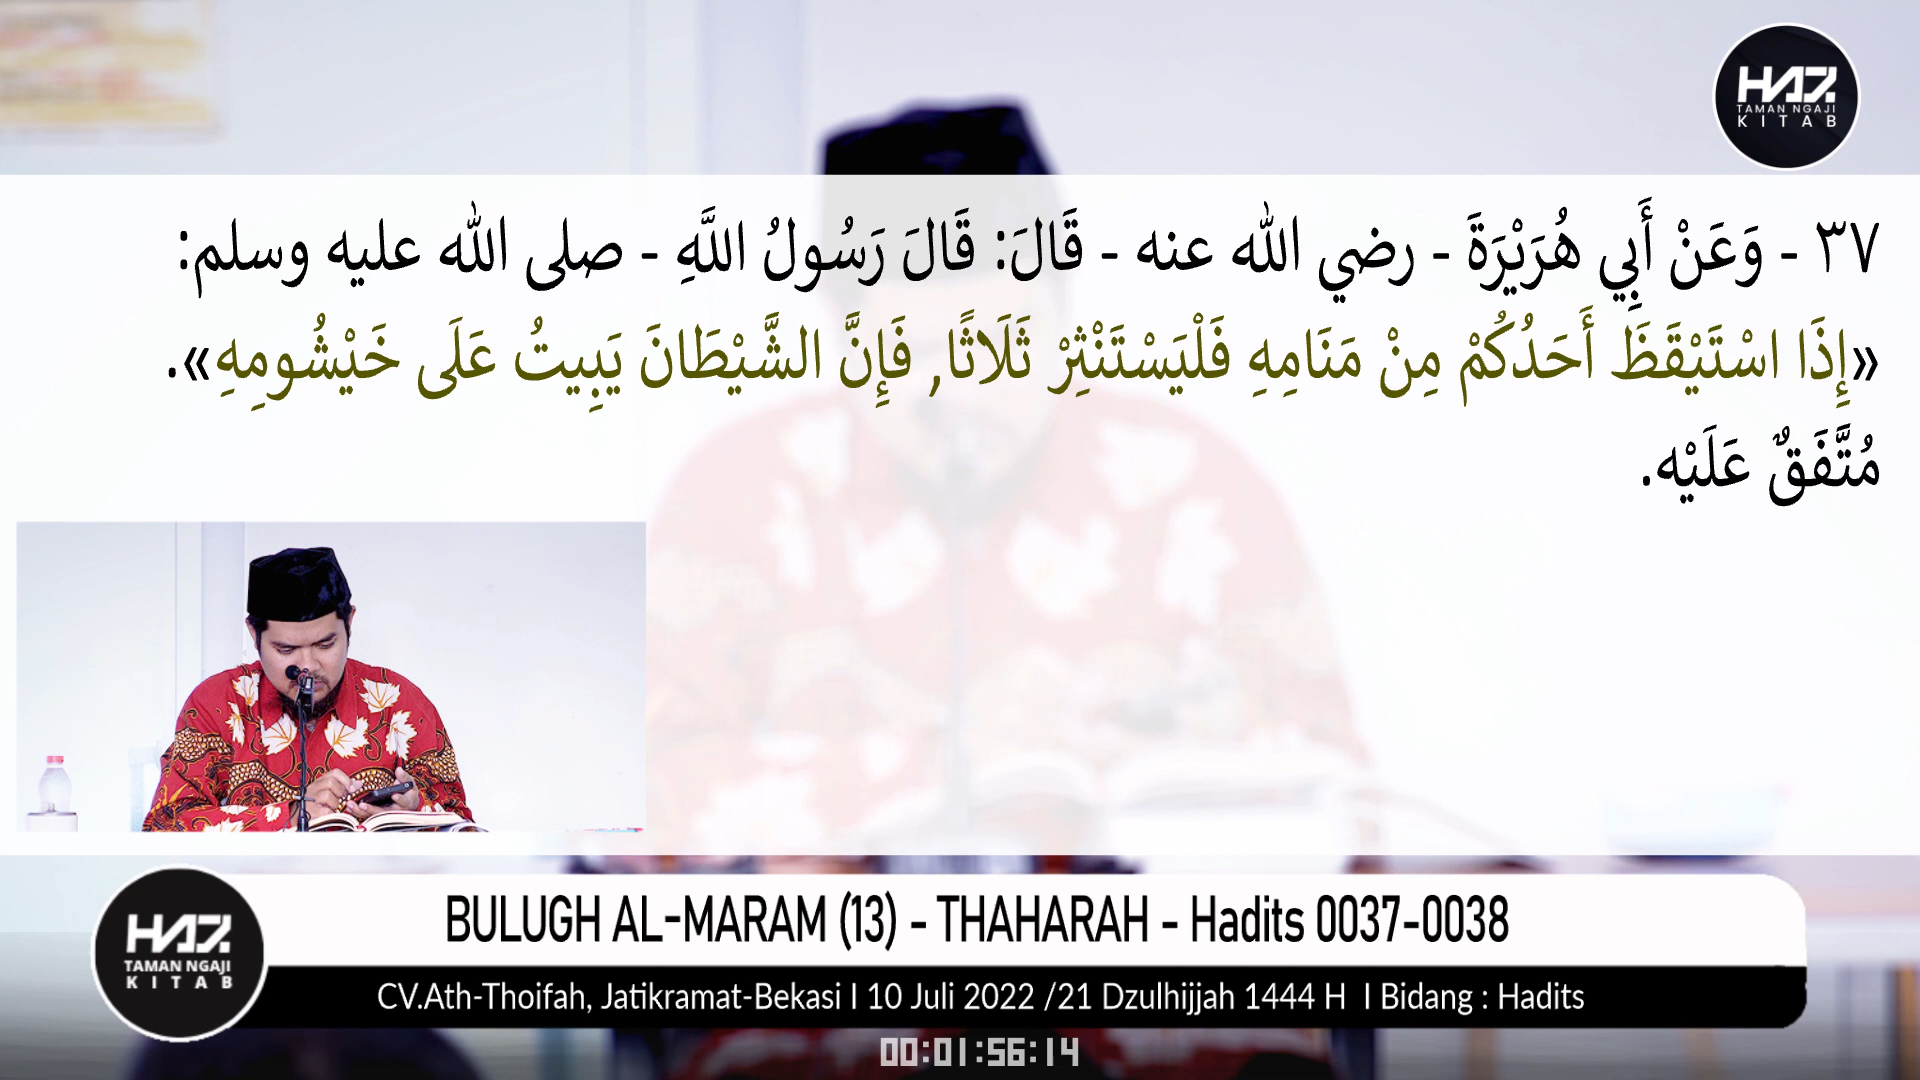 HAZI
TAMAN NGAJI
KITAB
٣٧ - وَعَنْ أَبِي هُرَيْرَةَ - رضي الله عنه - قَالَ: قَالَ رَسُولُ اللَّهِ - صلى الله عليه وسلم:
«إِذَا اسْتَيْقَظَ أَحَدُكُمْ مِنْ مَنَامِهِ فَلْيَسْتَنْثِرْ ثَلَاثًا, فَإِنَّ الشَّيْطَانَ يَبِيتُ عَلَى خَيْشُومِهِ».
مُتَّفَقٌ عَلَيْه.
BULUGH AL-MARAM (13) - THAHARAH - Hadits 0037-0038
HAZI
TAMAN NGAJI
KITAB
CV.Ath-Thoifah, Jatikramat-Bekasi I 10 Juli 2022 /21 Dzulhijjah 1444 H I Bidang : Hadits
00:01:56:14